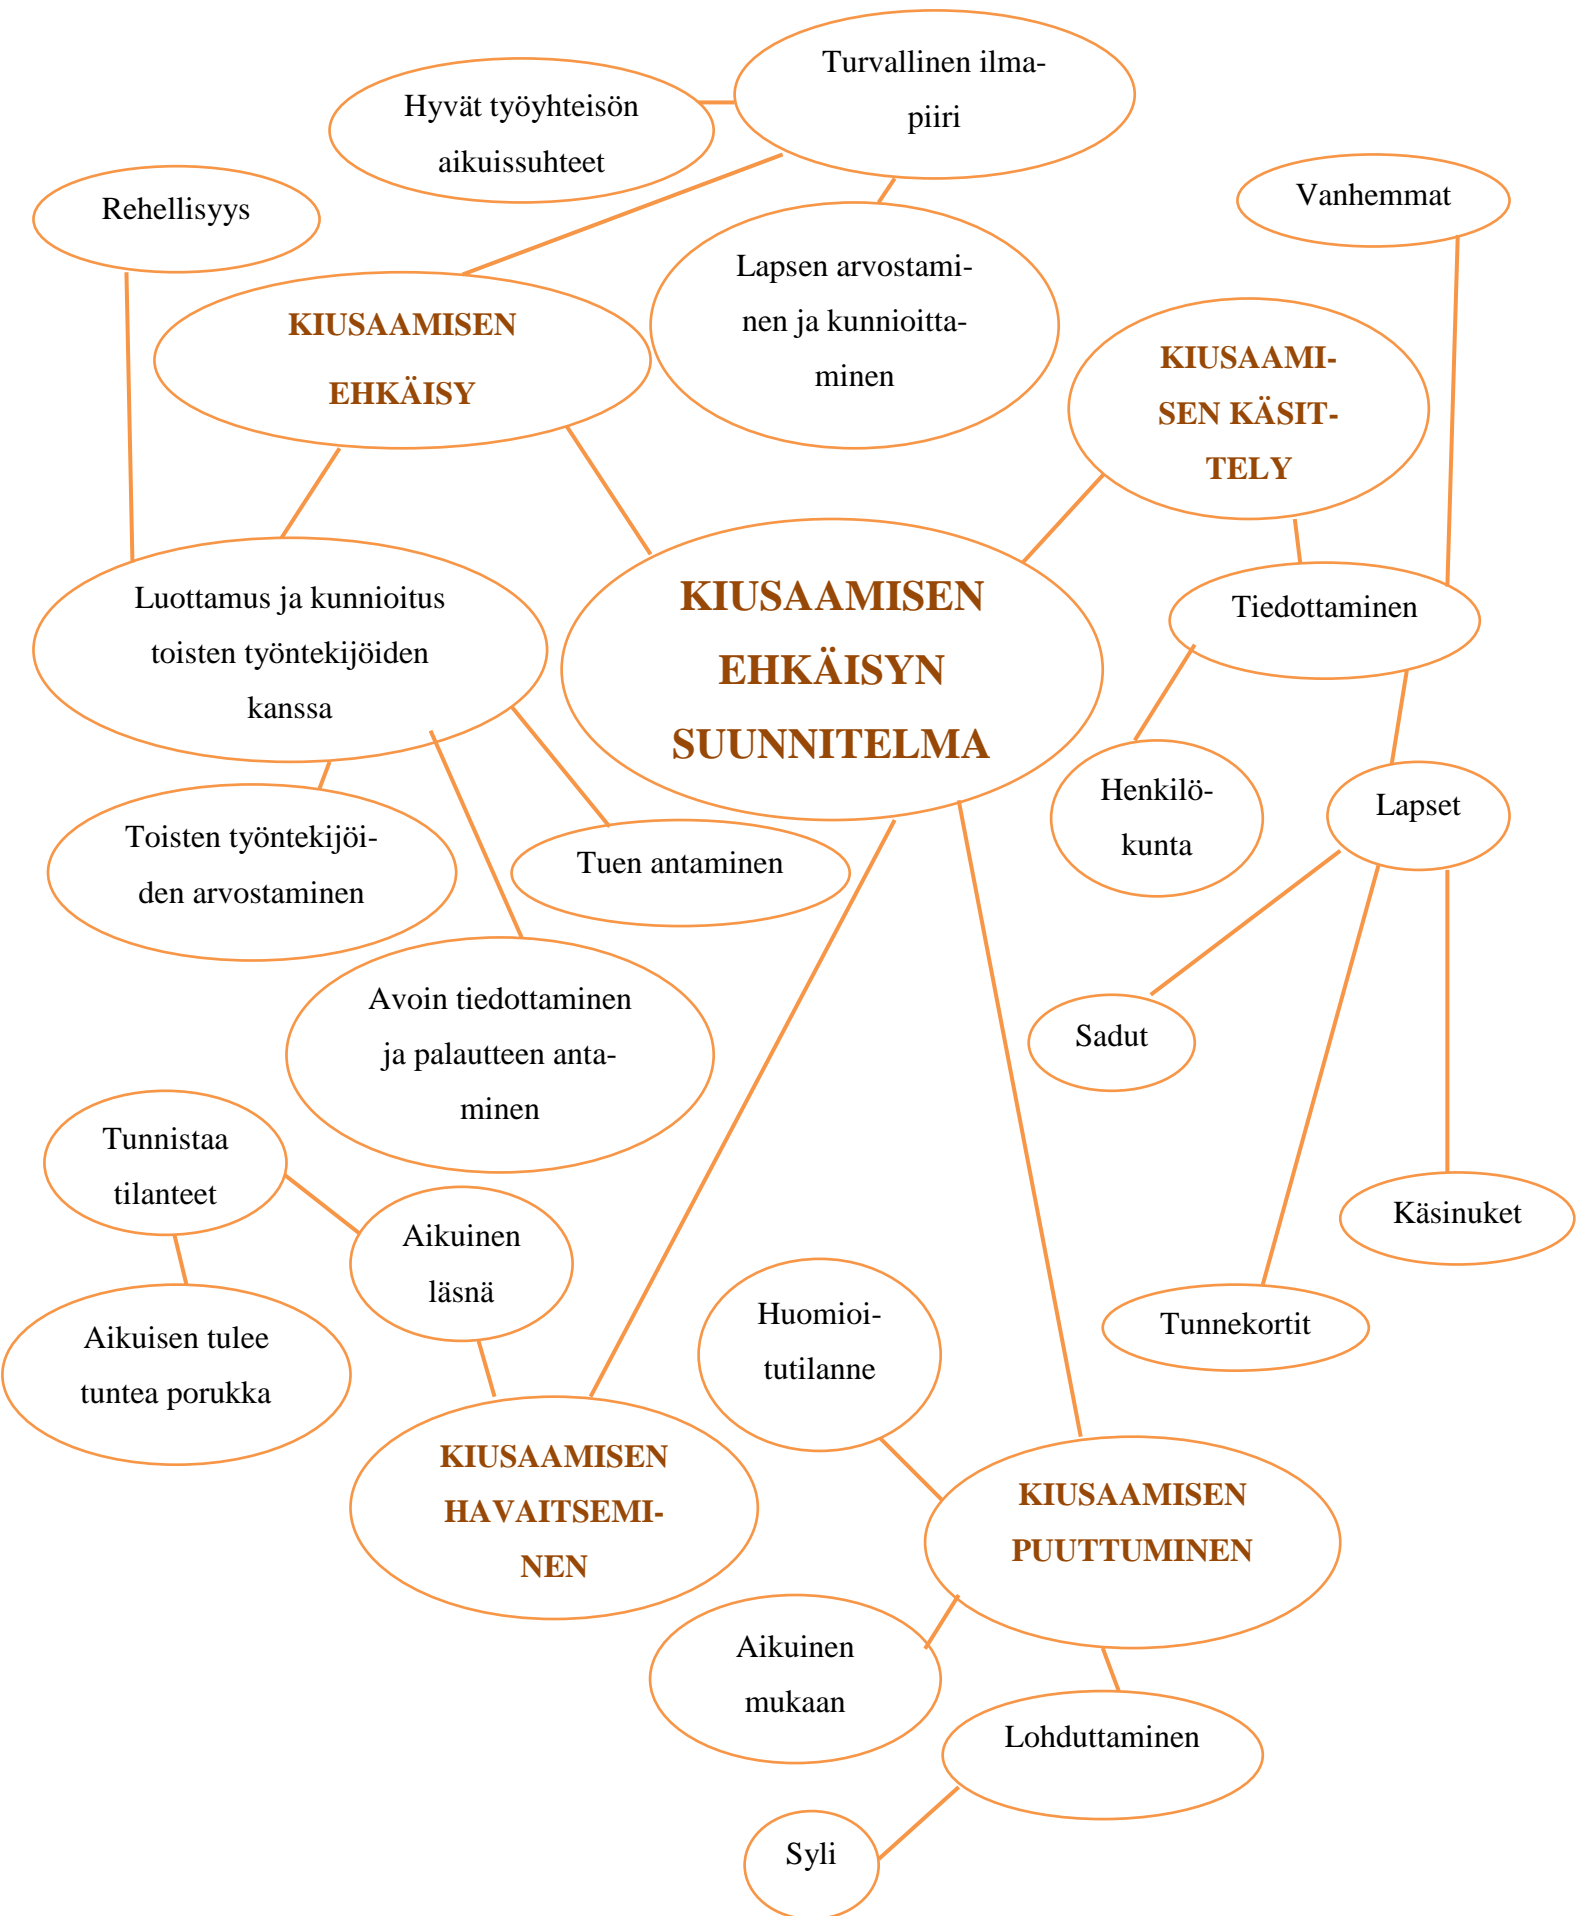 Turvallinen ilma-
piiri
Hyvät työyhteisön
aikuissuhteet
Rehellisyys
Vanhemmat
Lapsen arvostami-
nen ja kunnioitta-
minen
KIUSAAMISEN
EHKÄISY
KIUSAAMI-
SEN KÄSIT-
TELY
Luottamus ja kunnioitus
toisten työntekijöiden
kanssa
KIUSAAMISEN
EHKÄISYN
SUUNNITELMA
Tiedottaminen
Henkilö-
kunta
Lapset
Toisten työntekijöi-
den arvostaminen
Tuen antaminen
Avoin tiedottaminen
ja palautteen anta-
minen
Sadut
Tunnistaa
tilanteet
Aikuinen
läsnä
Käsinuket
Aikuisen tulee
tuntea porukka
Huomioi-
tutilanne
Tunnekortit
KIUSAAMISEN
HAVAITSEMI-
NEN
KIUSAAMISEN
PUUTTUMINEN
Aikuinen
mukaan
Lohduttaminen
Syli